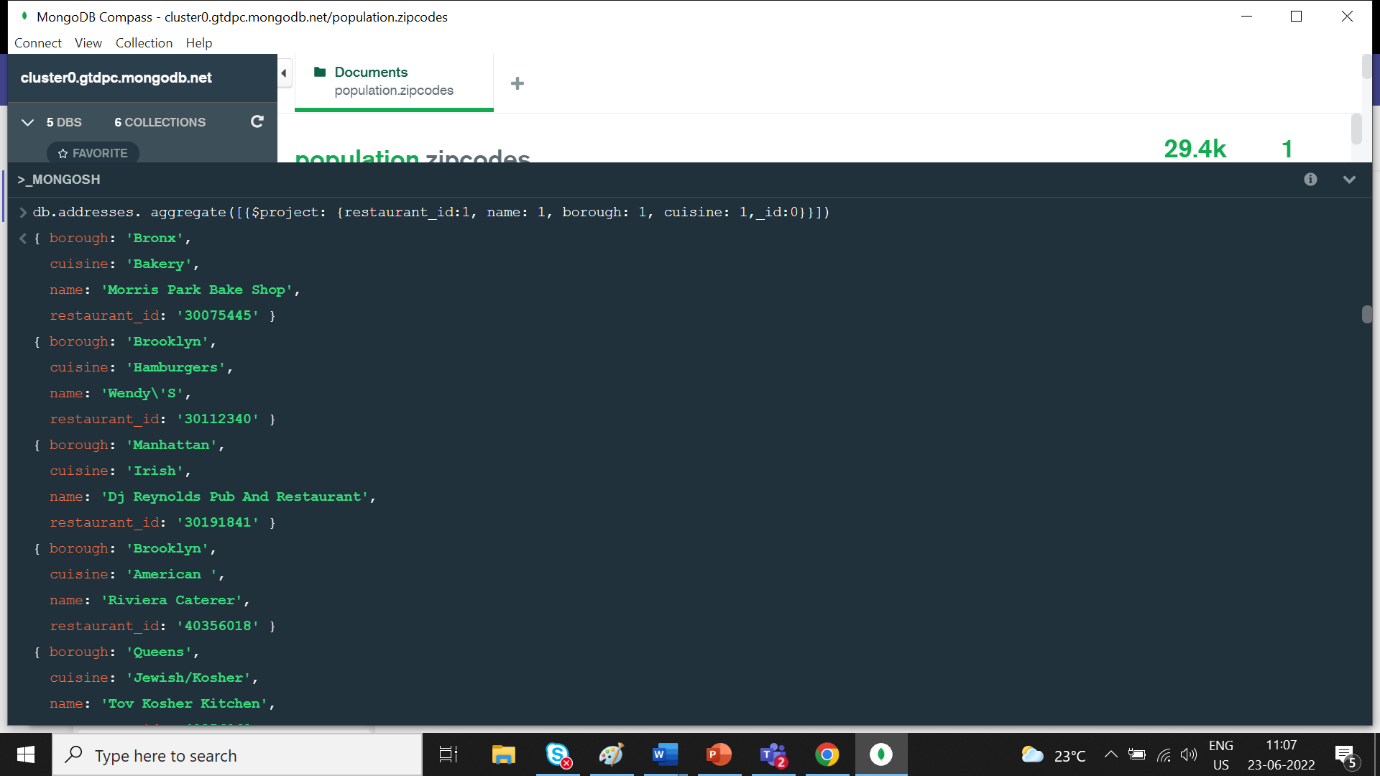 MongoDB Compass - cluster0.gtdpc.mongodb.net/population.zipcodes
Connect View Collection Help
cluster0.gtdpc.mongodb.net
Documents
population.zipcodes
5 DBS 6 COLLECTIONS
FAVORITE
population.zipcodes
29.4k 1
>_MONGOSH
db.addresses. aggregate([{$project: {restaurant_id:1, name: 1, borough: 1, cuisine: 1,_id:0}}])
{ borough: 'Bronx',
cuisine: 'Bakery',
name: 'Morris Park Bake Shop',
restaurant_id: '30075445' }
{ borough: 'Brooklyn',
cuisine: 'Hamburgers',
name: 'Wendy\'S',
restaurant_id: '30112340' }
{ borough: 'Manhattan',
cuisine: 'Irish',
name: 'Dj Reynolds Pub And Restaurant',
restaurant_id: '30191841' }
{ borough: 'Brooklyn',
cuisine: 'American ',
name: 'Riviera Caterer',
restaurant_id: '40356018' }
{ borough: 'Queens',
cuisine: 'Jewish/Kosher',
name: 'Tov Kosher Kitchen',
Type here to search
2
23°C
ENG
US
11:07
23-06-2022
5